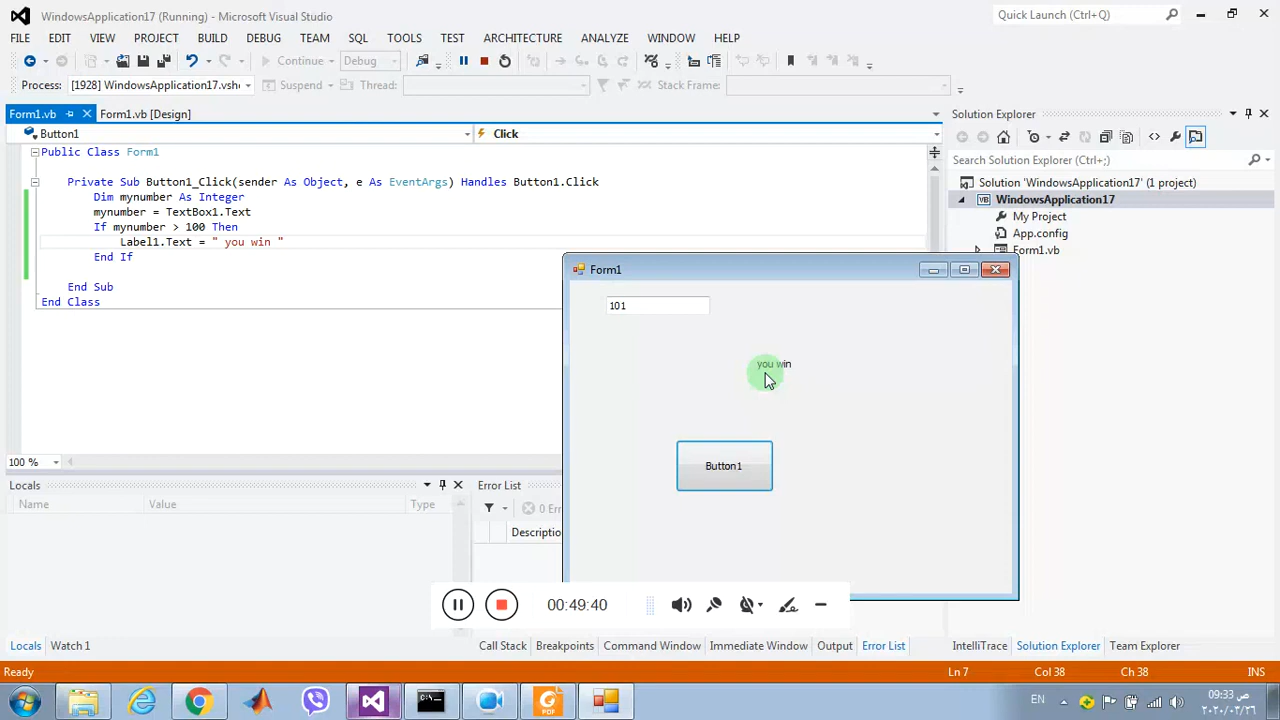 WindowsApplication17 (Running) - Microsoft Visual Studio
Quick Launch (Ctrl+Q)
FILE EDIT VIEW PROJECT BUILD DEBUG TEAM SQL TOOLS TEST ARCHITECTURE ANALYZE WINDOW HELP
Continue Debug
Process: [1928] WindowsApplication17.vshe Suspend Thread: Stack Frame:
Form1.vb Form1.vb [Design]
Solution Explorer
Button1 Click
Public Class Form1
Search Solution Explorer (Ctrl+;)
Private Sub Button1_Click(sender As Object, e As EventArgs) Handles Button1.Click
Solution 'WindowsApplication17' (1 project)
Dim mynumber As Integer
VB WindowsApplication17
mynumber = TextBox1.Text
My Project
If mynumber > 100 Then
App.config
Label1.Text = " you win "
Form1.vb
End If
End Sub
End Class
Form1
101
you win
Button1
100 %
Locals
Name Value Type
Error List
0 Err
Description
00:49:40
Locals Watch 1
Call Stack Breakpoints Command Window Immediate Window Output Error List
IntelliTrace Solution Explorer Team Explorer
Ready Ln 7 Col 38 Ch 38 INS
EN
09:33 ص
٢٠٢٠/٠٣/٢٦